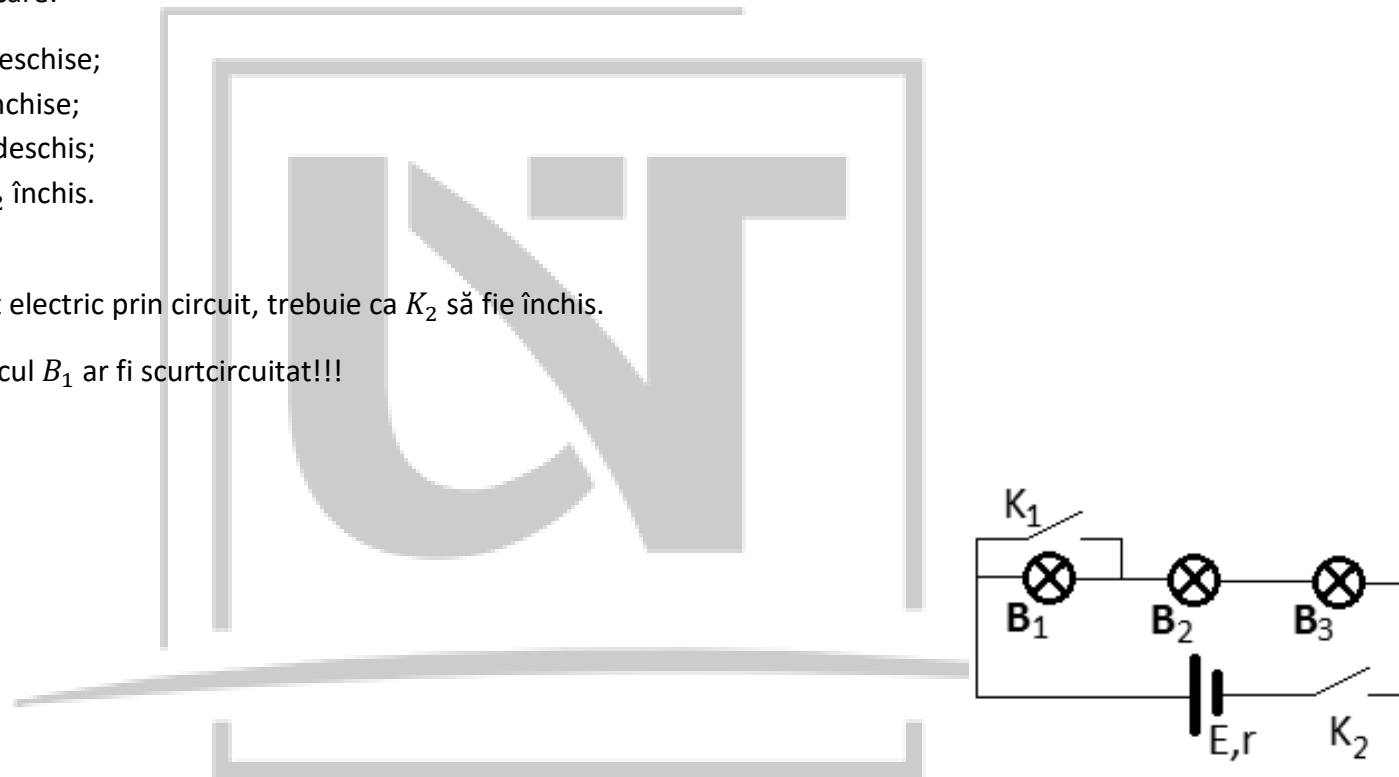 care:
eschise;
nchise;
deschis;
₂ închis.
t electric prin circuit, trebuie ca K₂ să fie închis.
cul B₁ ar fi scurtcircuitat!!!
K₁
B₁ B₂ B₃
E,r K₂